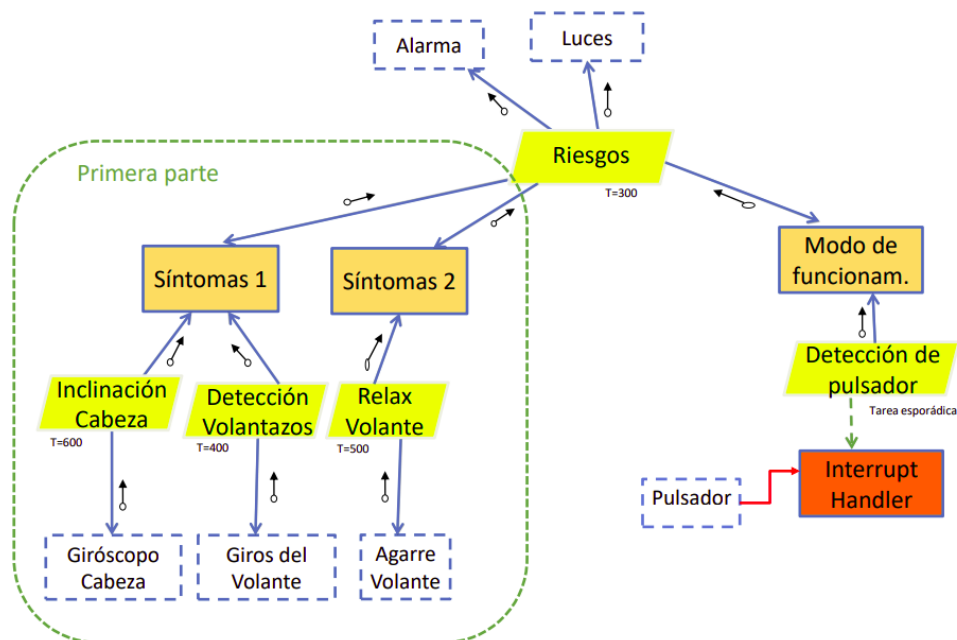 Alarma
Luces
Primera parte
Riesgos
T=300
Síntomas 1
Síntomas 2
Modo de
funcionam.
Inclinación
Cabeza
T=600
Detección
Volantazos
T=400
Relax
Volante
T=500
Detección de
pulsador
Tarea esporádica
Interrupt
Handler
Pulsador
Giróscopo
Cabeza
Giros del
Volante
Agarre
Volante